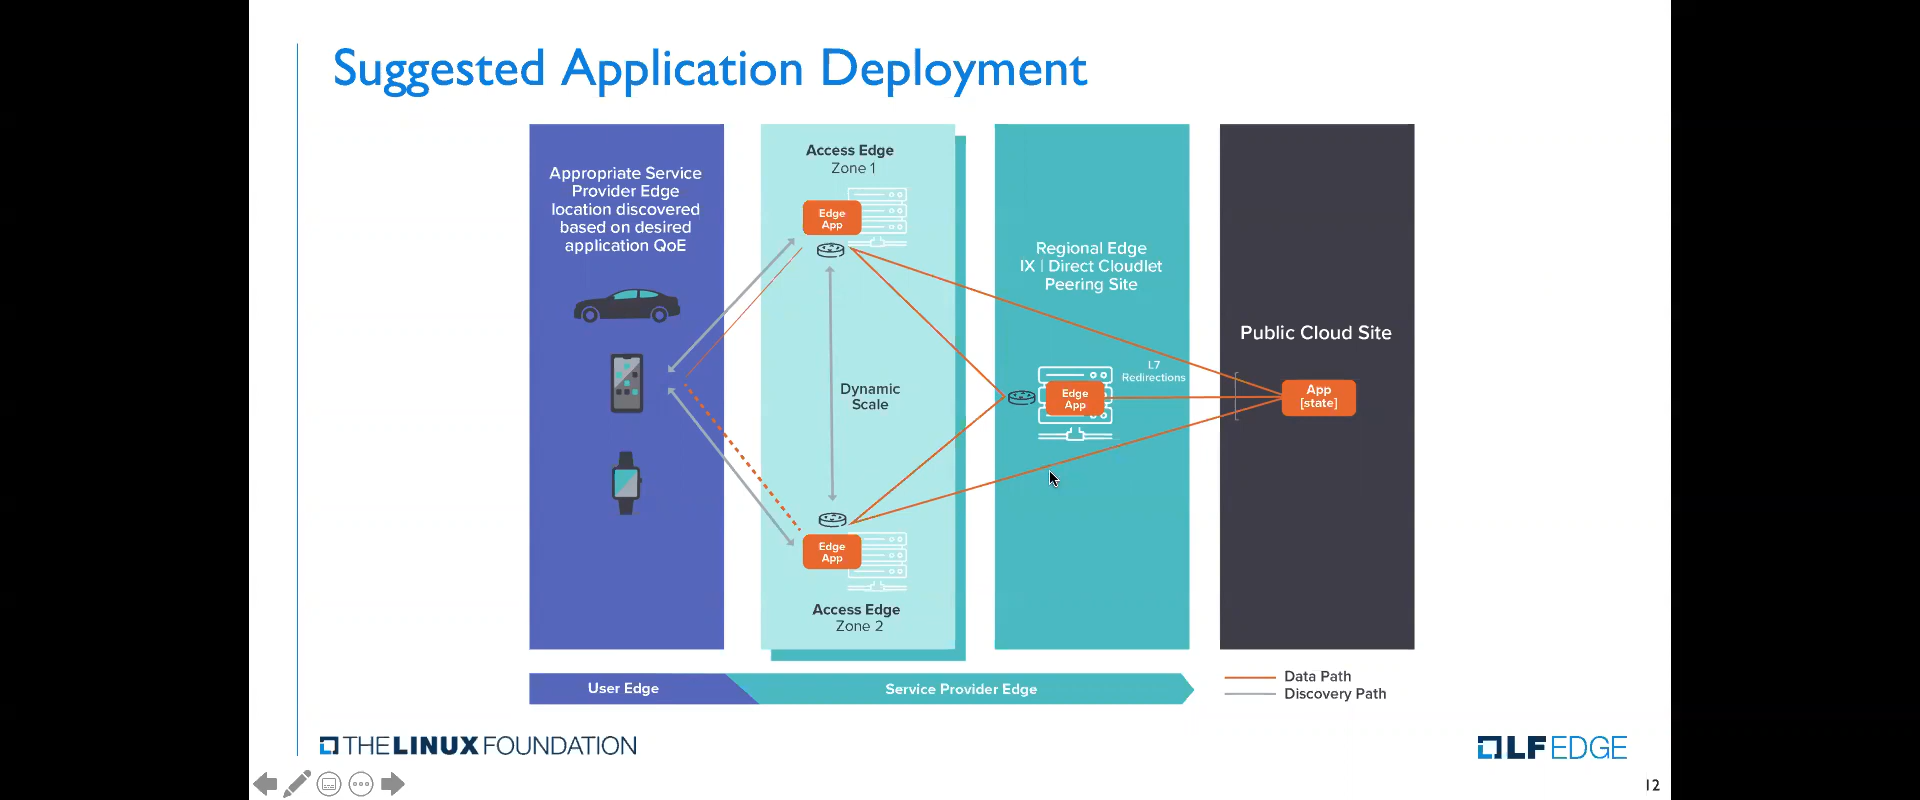 Suggested Application Deployment
Appropriate Service
Provider Edge
location discovered
based on desired
application QoE
Access Edge
Zone 1
Edge
App
Dynamic
Scale
Edge
App
Access Edge
Zone 2
Regional Edge
IX | Direct Cloudlet
Peering Site
L7
Redirections
Edge
App
Public Cloud Site
App
[state]
User Edge
Service Provider Edge
Data Path
Discovery Path
THE LINUX FOUNDATION
LF EDGE
12